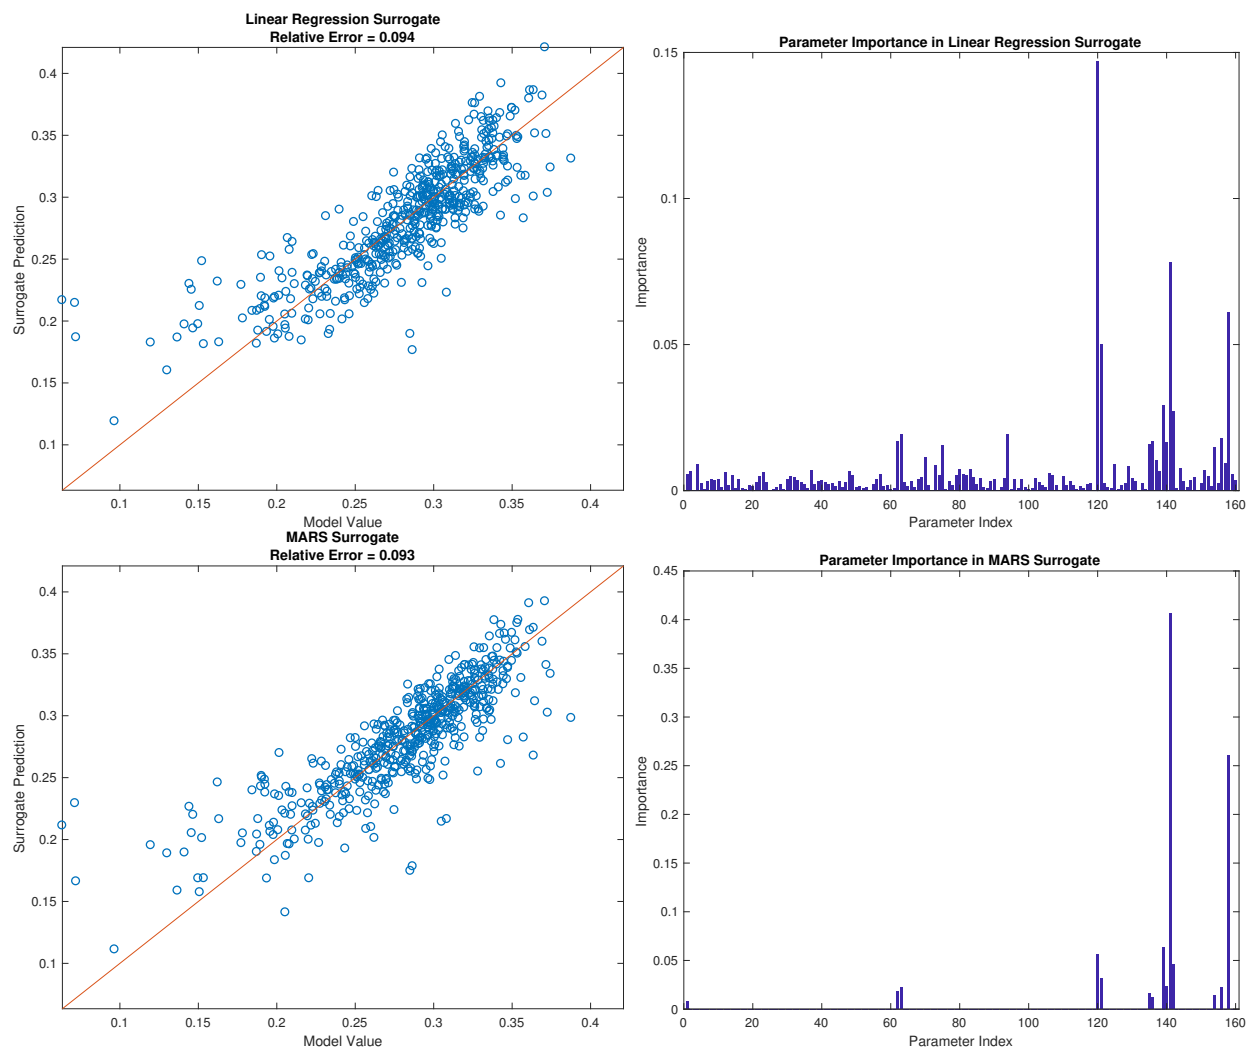 Linear Regression Surrogate
Relative Error = 0.094
0.4
0.35
0.3
0.25
0.2
0.15
0.1
Surrogate Prediction
0.1 0.15 0.2 0.25 0.3 0.35 0.4
Model Value
Parameter Importance in Linear Regression Surrogate
0.15
0.1
0.05
0
Importance
0 20 40 60 80 100 120 140 160
Parameter Index
MARS Surrogate
Relative Error = 0.093
0.4
0.35
0.3
0.25
0.2
0.15
0.1
Surrogate Prediction
0.1 0.15 0.2 0.25 0.3 0.35 0.4
Model Value
Parameter Importance in MARS Surrogate
0.45
0.4
0.35
0.3
0.25
0.2
0.15
0.1
0.05
0
Importance
0 20 40 60 80 100 120 140 160
Parameter Index